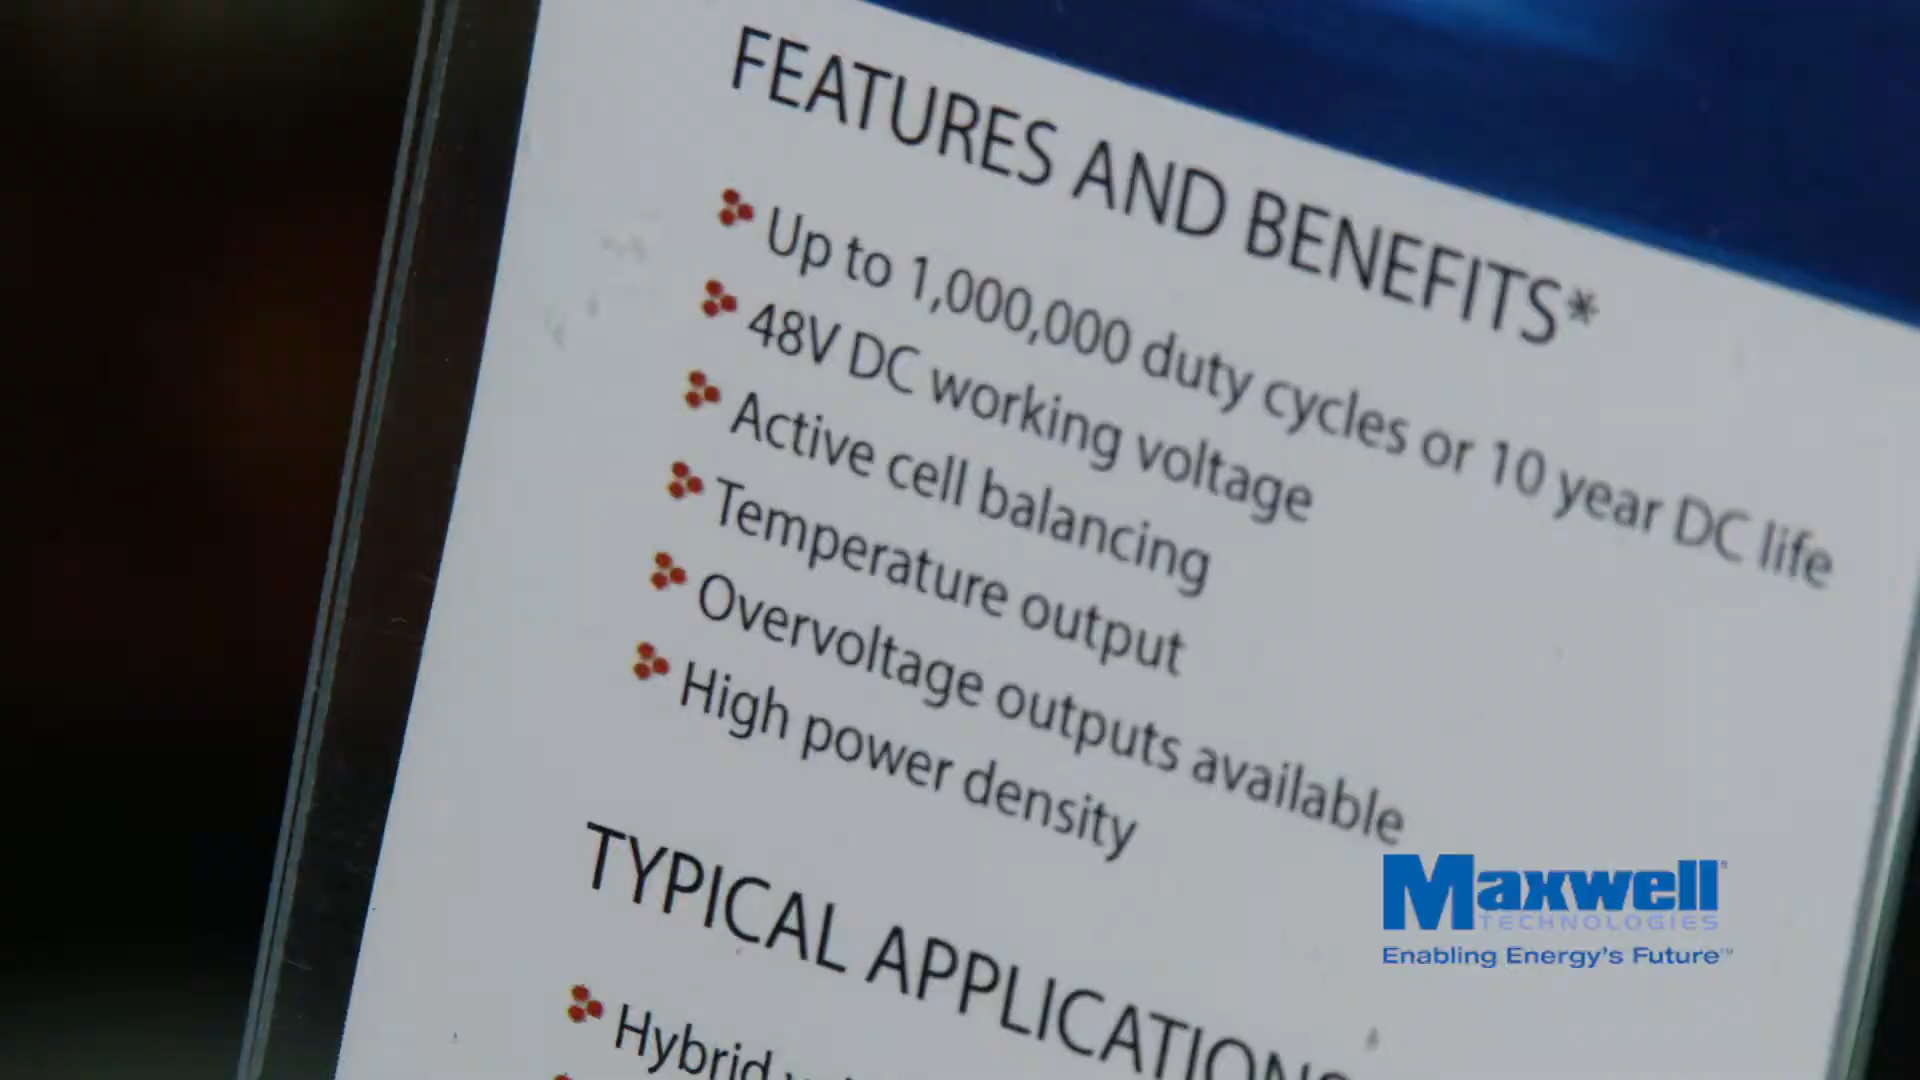 FEATURES AND BENEFITS*
Up to 1,000,000 duty cycles or 10 year DC life
48V DC working voltage
Active cell balancing
Temperature output
Overvoltage outputs available
High power density
TYPICAL APPLICATIONS
Hybrid
Maxwell®
TECHNOLOGIES
Enabling Energy's Future™